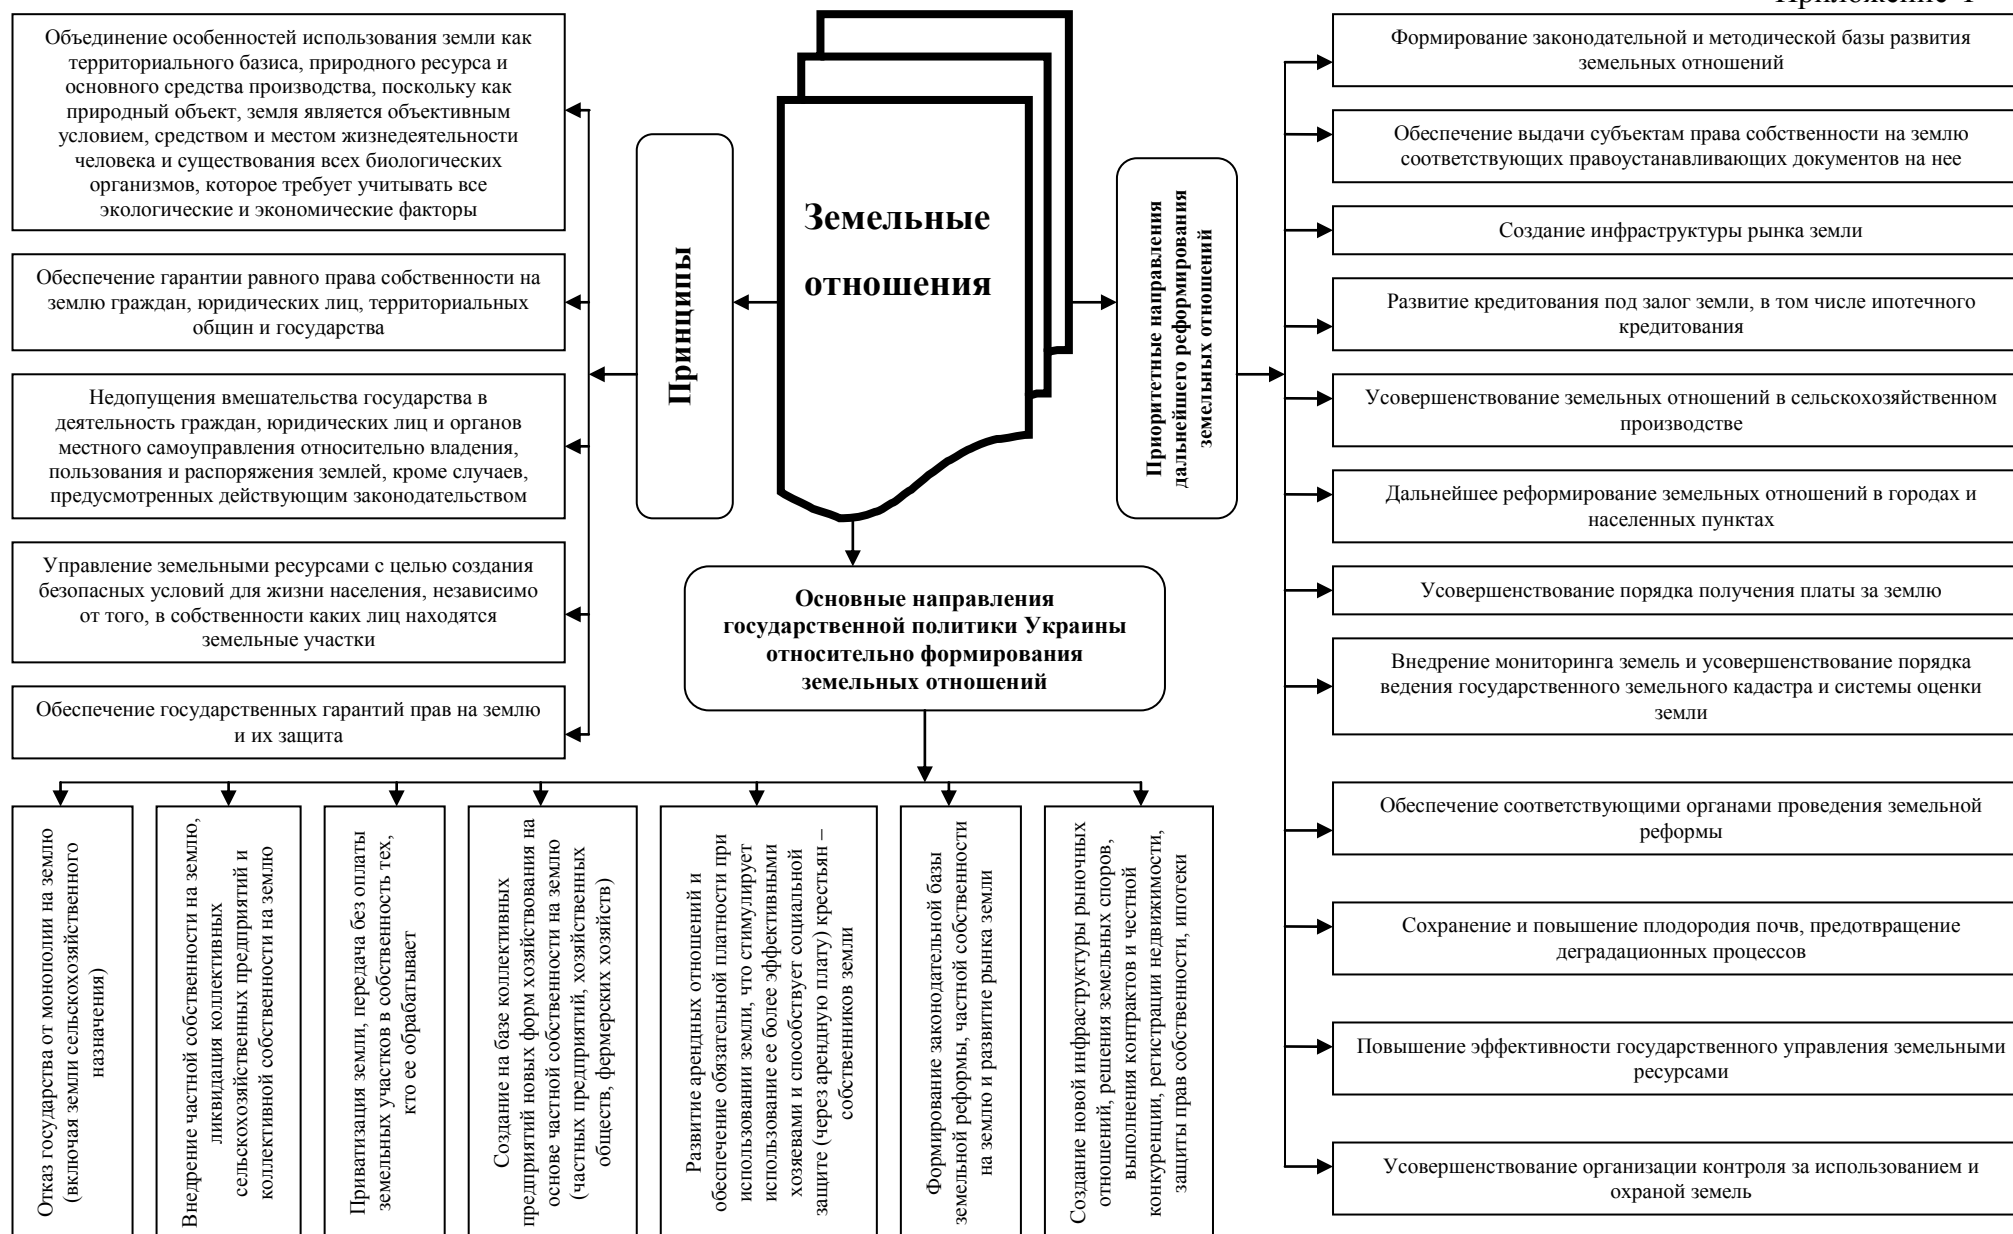 Приложение
Объединение особенностей использования земли как
территориального базиса, природного ресурса и
основного средства производства, поскольку как
природный объект, земля является объективным
условием, средством и местом жизнедеятельности
человека и существования всех биологических
организмов, которое требует учитывать все
экологические и экономические факторы
Обеспечение гарантии равного права собственности на
землю граждан, юридических лиц, территориальных
общин и государства
Недопущения вмешательства государства в
деятельность граждан, юридических лиц и органов
местного самоуправления относительно владения,
пользования и распоряжения землей, кроме случаев,
предусмотренных действующим законодательством
Управление земельными ресурсами с целью создания
безопасных условий для жизни населения, независимо
от того, в собственности каких лиц находятся
земельные участки
Обеспечение государственных гарантий прав на землю
и их защита
Принципы
Земельные
отношения
Приоритетные направления
дальнейшего реформирования
земельных отношений
Формирование законодательной и методической базы развития
земельных отношений
Обеспечение выдачи субъектам права собственности на землю
соответствующих правоустанавливающих документов на нее
Создание инфраструктуры рынка земли
Развитие кредитования под залог земли, в том числе ипотечного
кредитования
Усовершенствование земельных отношений в сельскохозяйственном
производстве
Дальнейшее реформирование земельных отношений в городах и
населенных пунктах
Усовершенствование порядка получения платы за землю
Внедрение мониторинга земель и усовершенствование порядка
ведения государственного земельного кадастра и системы оценки
земли
Обеспечение соответствующими органами проведения земельной
реформы
Сохранение и повышение плодородия почв, предотвращение
деградационных процессов
Повышение эффективности государственного управления земельными
ресурсами
Усовершенствование организации контроля за использованием и
охраной земель
Основные направления
государственной политики Украины
относительно формирования
земельных отношений
Отказ государства от монополии на землю
(включая земли сельскохозяйственного
назначения)
Внедрение частной собственности на землю,
ликвидация коллективных
сельскохозяйственных предприятий и
коллективной собственности на землю
Приватизация земли, передача без оплаты
земельных участков в собственность тех,
кто ее обрабатывает
Создание на базе коллективных
предприятий новых форм хозяйствования на
основе частной собственности на землю
(частных предприятий, хозяйственных
обществ, фермерских хозяйств)
Развитие арендных отношений и
обеспечение обязательной платности при
использовании земли, что стимулирует
использование ее более эффективными
хозяевами и способствует социальной
защите (через арендную плату) крестьян –
собственников земли
Формирование законодательной базы
земельной реформы, частной собственности
на землю и развитие рынка земли
Создание новой инфраструктуры рыночных
отношений, решения земельных споров,
выполнения контрактов и честной
конкуренции, регистрации недвижимости,
защиты прав собственности, ипотеки